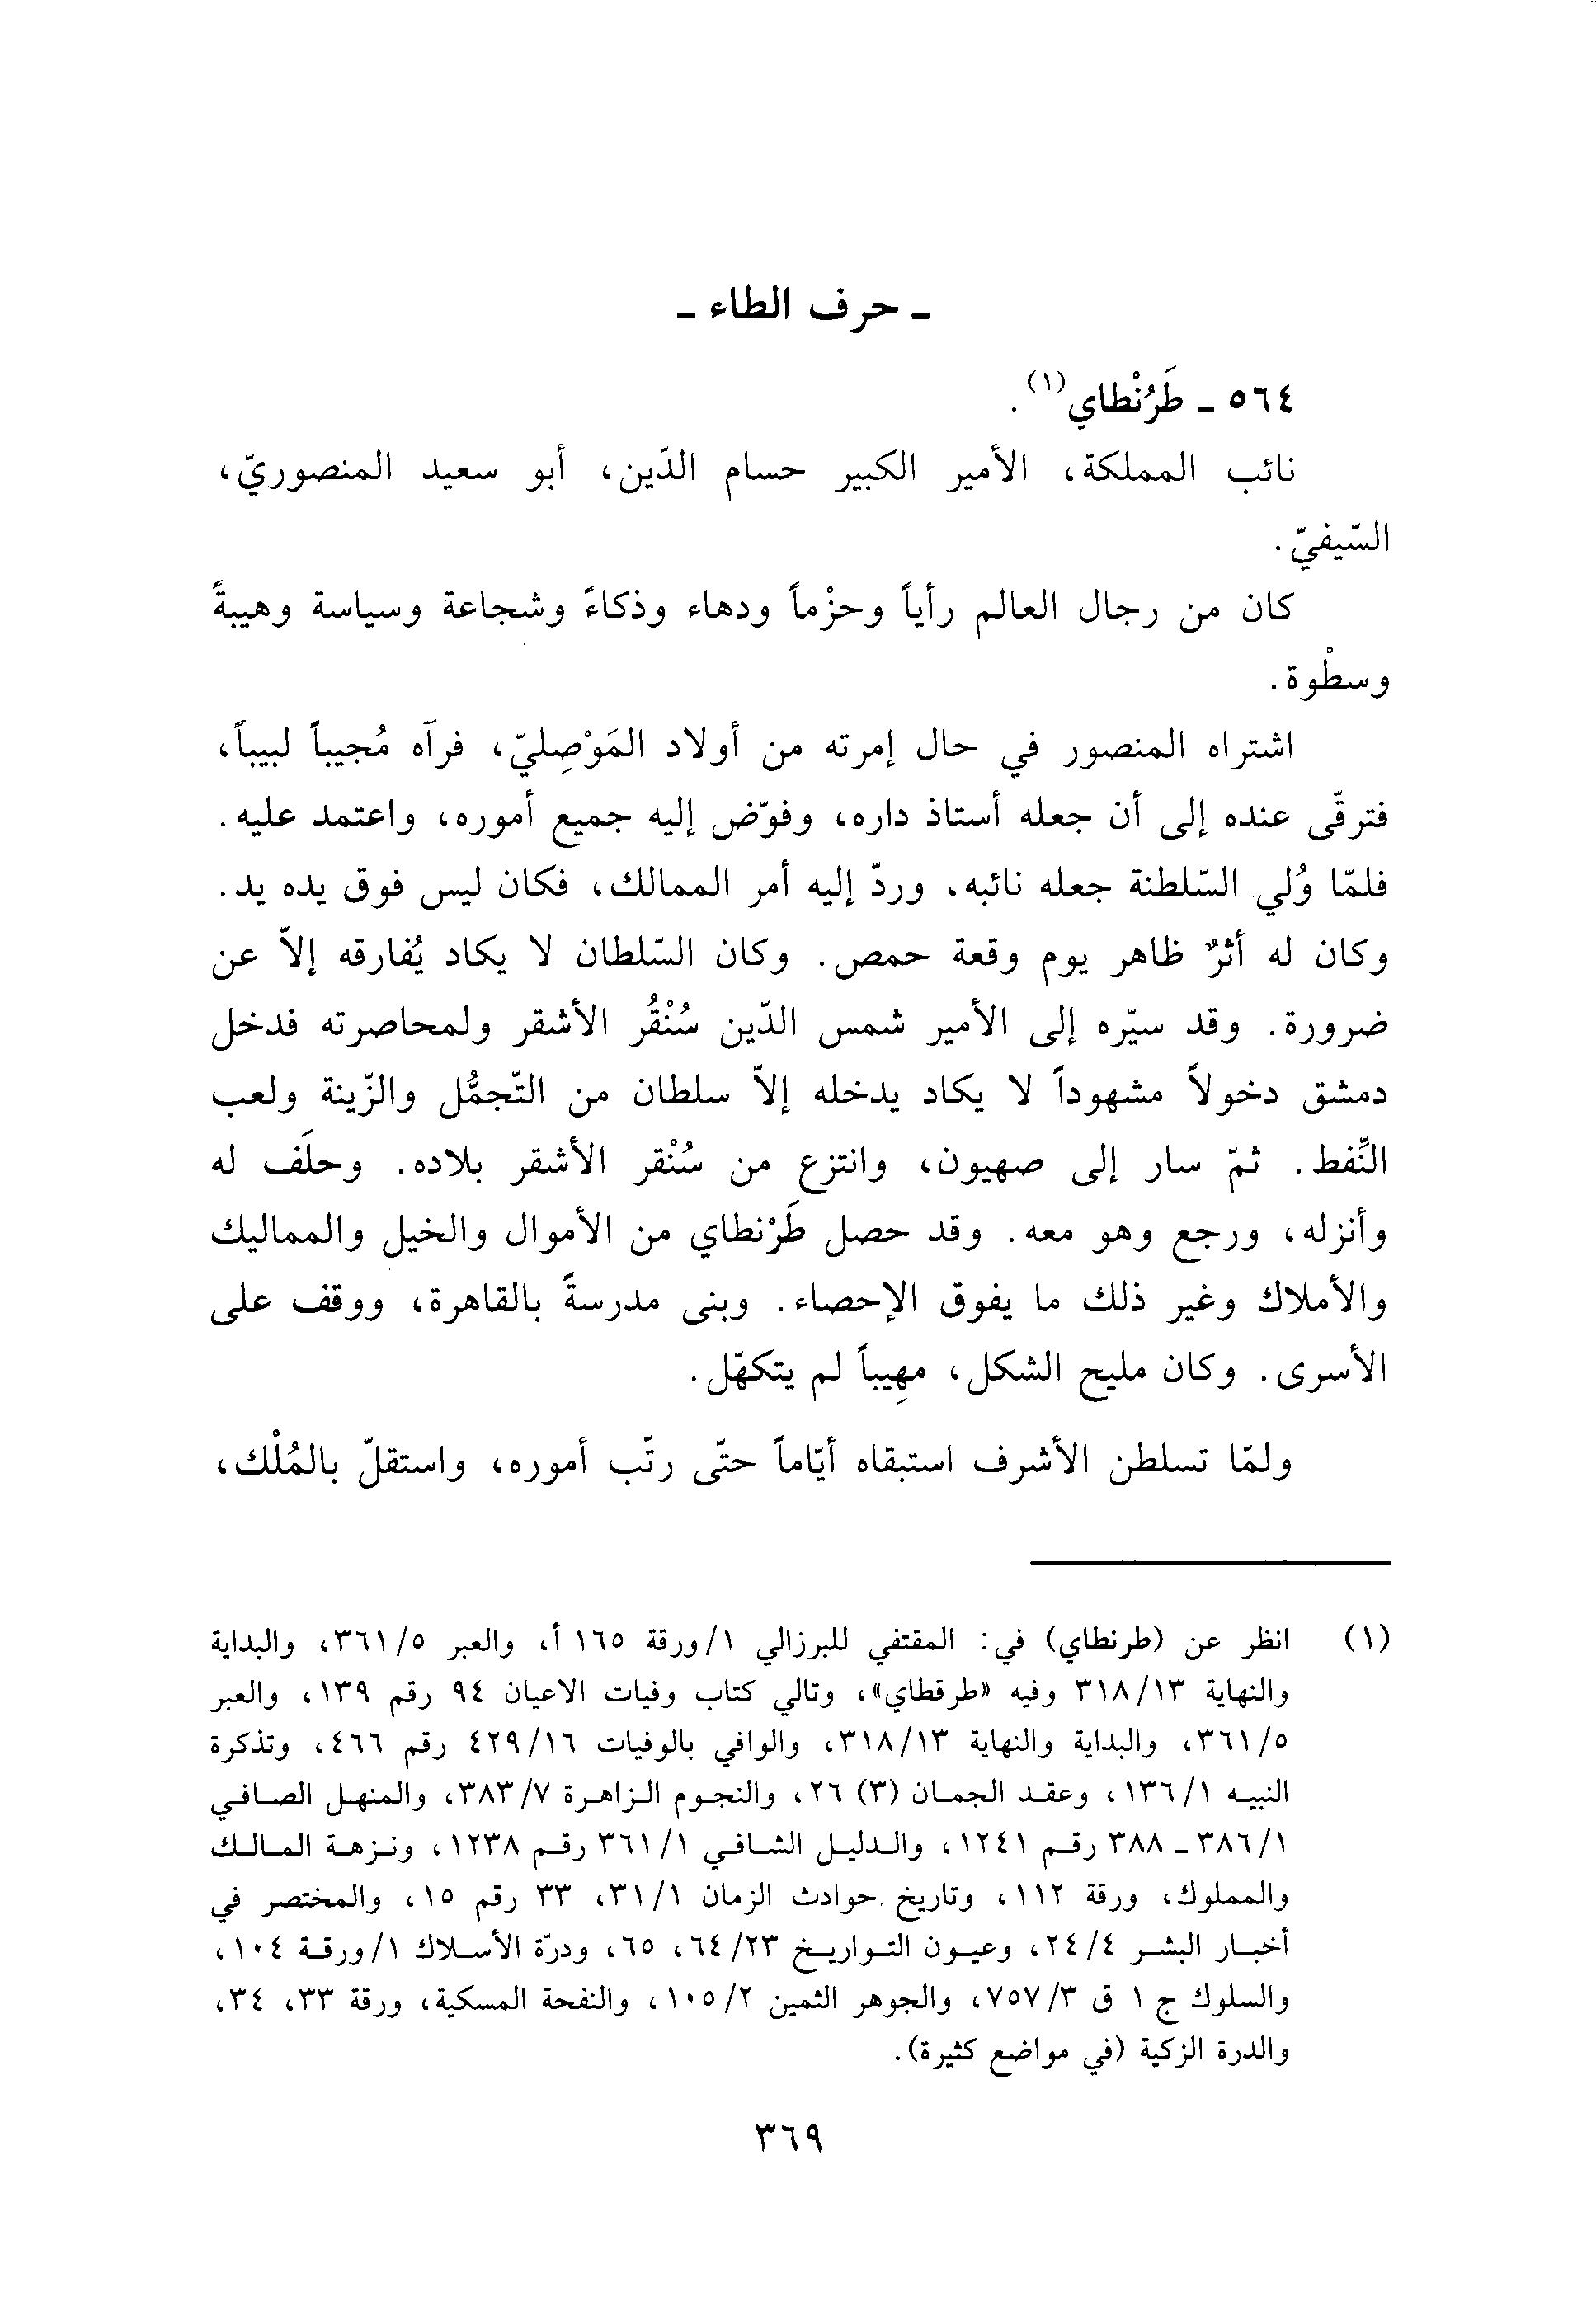 ـ حرف الطاء ـ
٥٦٤ ـ طَرُنْطاي(١).
نائب المملكة، الأمير الكبير حسام الدّين، أبو سعيد المنصوريّ،
السّيفيّ.
كان من رجال العالم رأياً وحزْماً ودهاء وذكاءً وشجاعة وسياسة وهيبةً
وسطْوة.
اشتراه المنصور في حال إمرته من أولاد المَوْصِليّ، فرآه مُجيباً لبيباً،
فترقّى عنده إلى أن جعله أستاذ داره، وفوّض إليه جميع أموره، واعتمد عليه.
فلمّا وُلي السّلطنة جعله نائبه، وردّ إليه أمر الممالك، فكان ليس فوق يده يد.
وكان له أثرٌ ظاهر يوم وقعة حمص. وكان السّلطان لا يكاد يُفارقه إلاّ عن
ضرورة. وقد سيّره إلى الأمير شمس الدّين سُنْقُر الأشقر ولمحاصرته فدخل
دمشق دخولاً مشهوداً لا يكاد يدخله إلاّ سلطان من التّجمُّل والزّينة ولعب
النِّفط. ثمّ سار إلى صهيون، وانتزع من سُنْقر الأشقر بلاده. وحلَف له
وأنزله، ورجع وهو معه. وقد حصل طَرْنطاي من الأموال والخيل والمماليك
والأملاك وغير ذلك ما يفوق الإحصاء. وبنى مدرسةً بالقاهرة، ووقف على
الأسرى. وكان مليح الشكل، مهِيباً لم يتكهّل.
ولمّا تسلطن الأشرف استبقاه أيّاماً حتّى رتّب أموره، واستقلّ بالمُلْك،
(١) انظر عن (طرنطاي) في: المقتفي للبرزالي ١/ورقة ١٦٥ أ، والعبر ٣٦١/٥، والبداية
والنهاية ٣١٨/١٣ وفيه «طرقطاي»، وتالي كتاب وفيات الاعيان ٩٤ رقم ١٣٩، والعبر
٣٦١/٥، والبداية والنهاية ٣١٨/١٣، والوافي بالوفيات ٤٢٩/١٦ رقم ٤٦٦، وتذكرة
النبيه ١٣٦/١، وعقد الجمان (٣) ٢٦، والنجوم الزاهرة ٣٨٣/٧، والمنهل الصافي
٣٨٦/١ ـ ٣٨٨ رقم ١٢٤١، والدليل الشافي ٣٦١/١ رقم ١٢٣٨، ونزهة المالك
والمملوك، ورقة ١١٢، وتاريخ حوادث الزمان ٣١/١، ٣٣ رقم ١٥، والمختصر في
أخبار البشر ٢٤/٤، وعيون التواريخ ٦٤/٢٣، ٦٥، ودرّة الأسلاك ١/ورقة ١٠٤،
والسلوك ج ١ ق ٧٥٧/٣، والجوهر الثمين ١٠٥/٢، والنفحة المسكية، ورقة ٣٣، ٣٤،
والدرة الزكية (في مواضع كثيرة).
٣٦٩